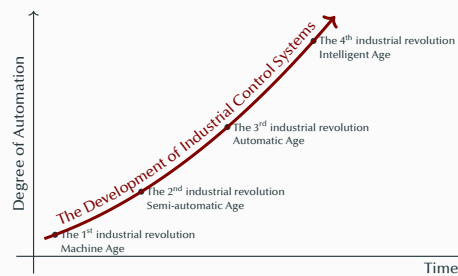 Degree of Automation
The Development of Industrial Control Systems
The 4th industrial revolution
Intelligent Age
The 3rd industrial revolution
Automatic Age
The 2nd industrial revolution
Semi-automatic Age
The 1st industrial revolution
Machine Age
Time